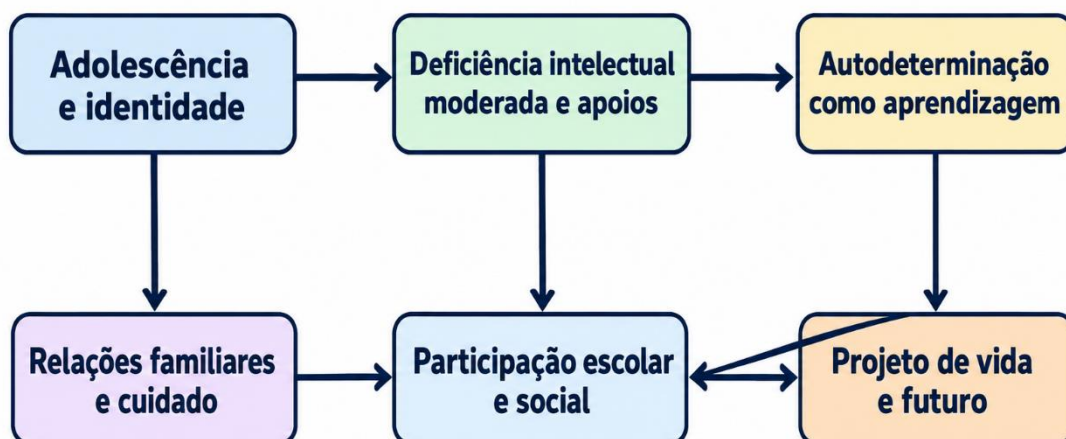 Adolescência
e identidade
Deficiência intelectual
moderada e apoios
Autodeterminação
como aprendizagem
Relações familiares
e cuidado
Participação escolar
e social
Projeto de vida
e futuro